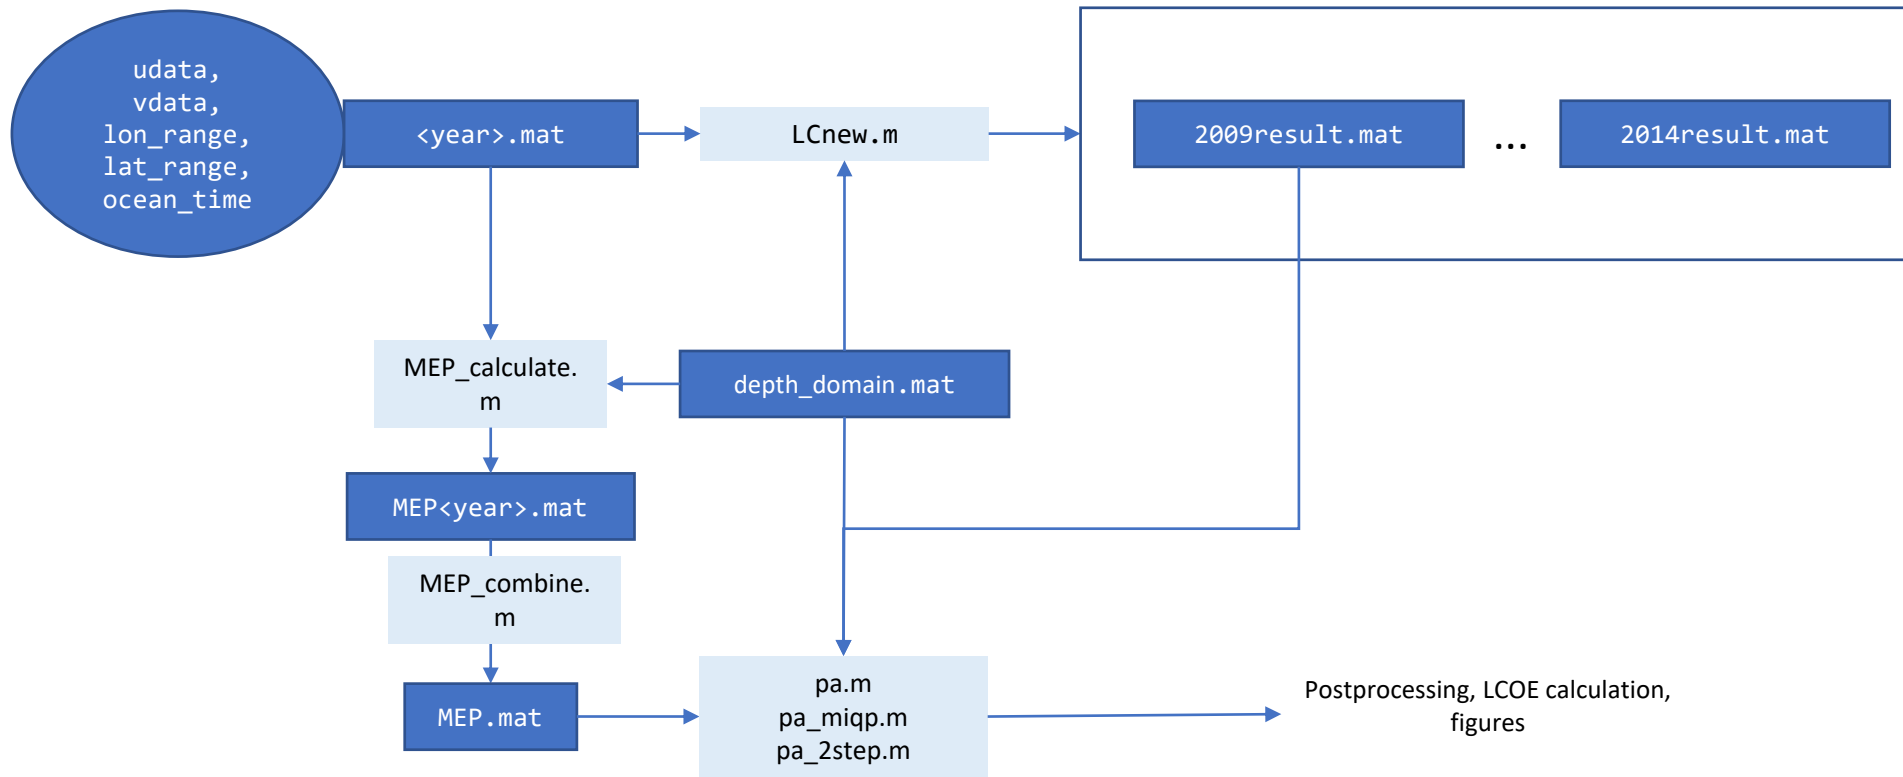 udata,
vdata,
lon_range,
lat_range,
ocean_time
<year>.mat
LCnew.m
2009result.mat
...
2014result.mat
MEP_calculate.
m
depth_domain.mat
MEP<year>.mat
MEP_combine.
m
MEP.mat
pa.m
pa_miqp.m
pa_2step.m
Postprocessing, LCOE calculation,
figures